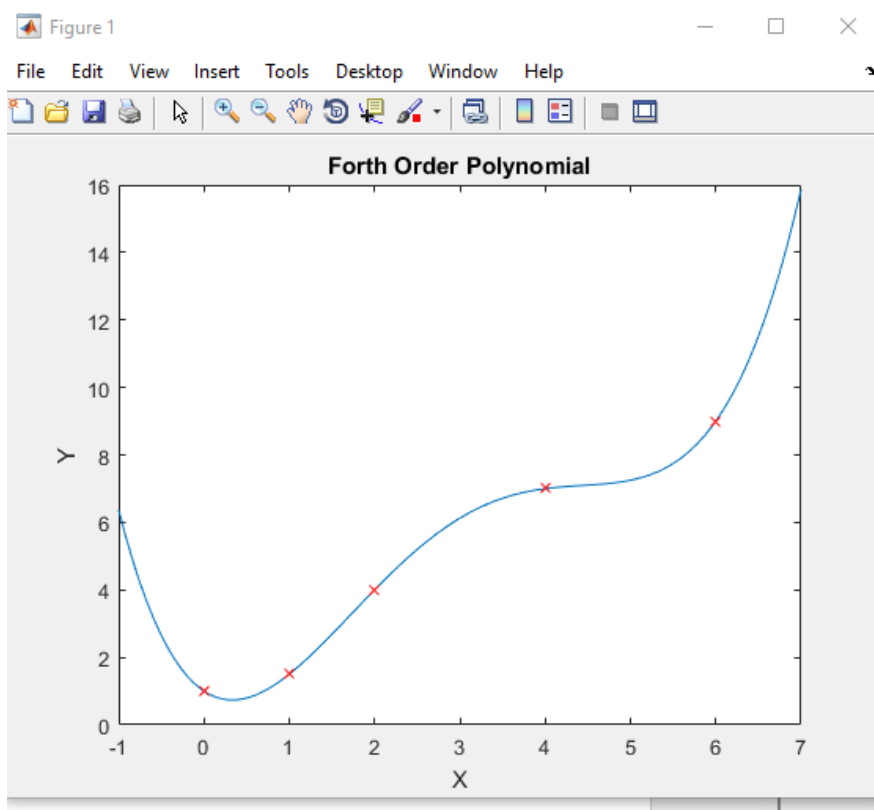 Figure 1
File Edit View Insert Tools Desktop Window Help
Forth Order Polynomial
16
14
12
10
8
6
4
2
0
Y
-1 0 1 2 3 4 5 6 7
X